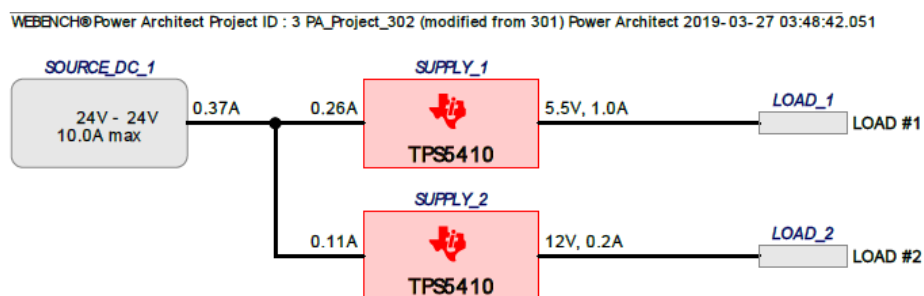 WEBENCH® Power Architect Project ID : 3 PA_Project_302 (modified from 301) Power Architect 2019-03-27 03:48:42.051
SOURCE_DC_1
24V - 24V
10.0A max
0.37A
0.26A
SUPPLY_1
TPS5410
5.5V, 1.0A
LOAD_1
LOAD #1
0.11A
SUPPLY_2
TPS5410
12V, 0.2A
LOAD_2
LOAD #2